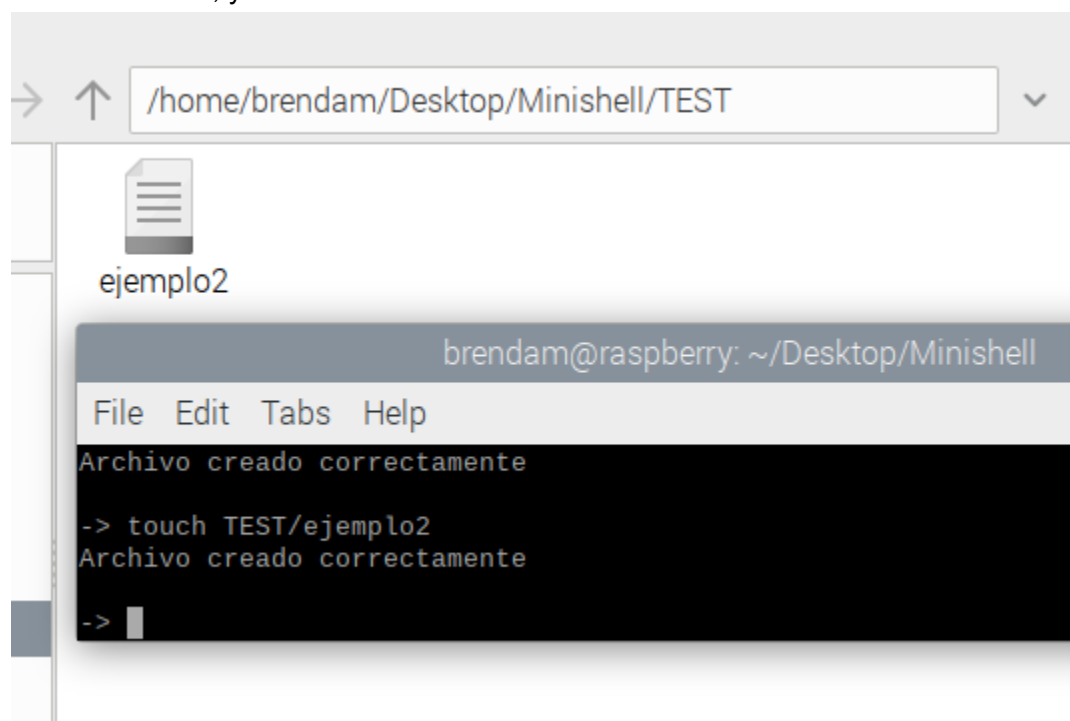 /home/brendam/Desktop/Minishell/TEST
ejemplo2
brendam@raspberry: ~/Desktop/Minishell
File Edit Tabs Help
Archivo creado correctamente
-> touch TEST/ejemplo2
Archivo creado correctamente
->